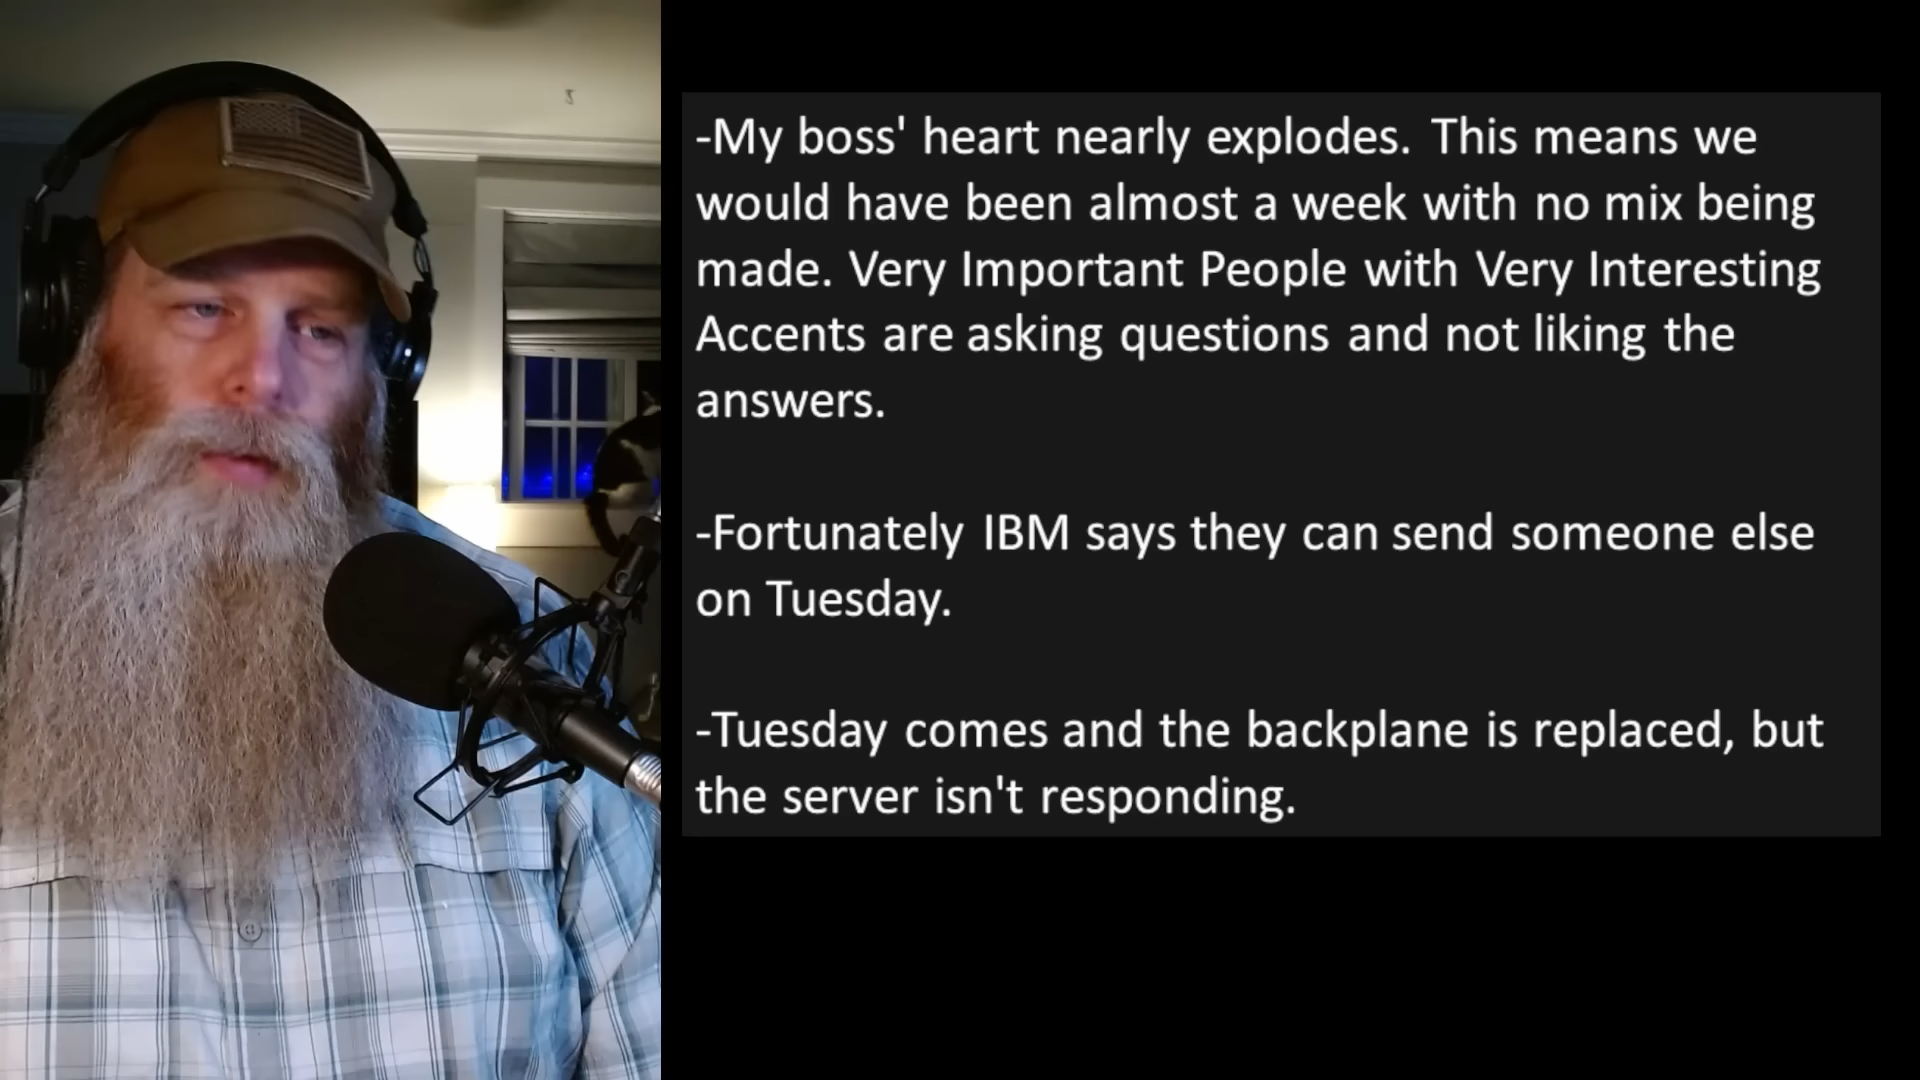 -My boss' heart nearly explodes. This means we
would have been almost a week with no mix being
made. Very Important People with Very Interesting
Accents are asking questions and not liking the
answers.
-Fortunately IBM says they can send someone else
on Tuesday.
-Tuesday comes and the backplane is replaced, but
the server isn't responding.